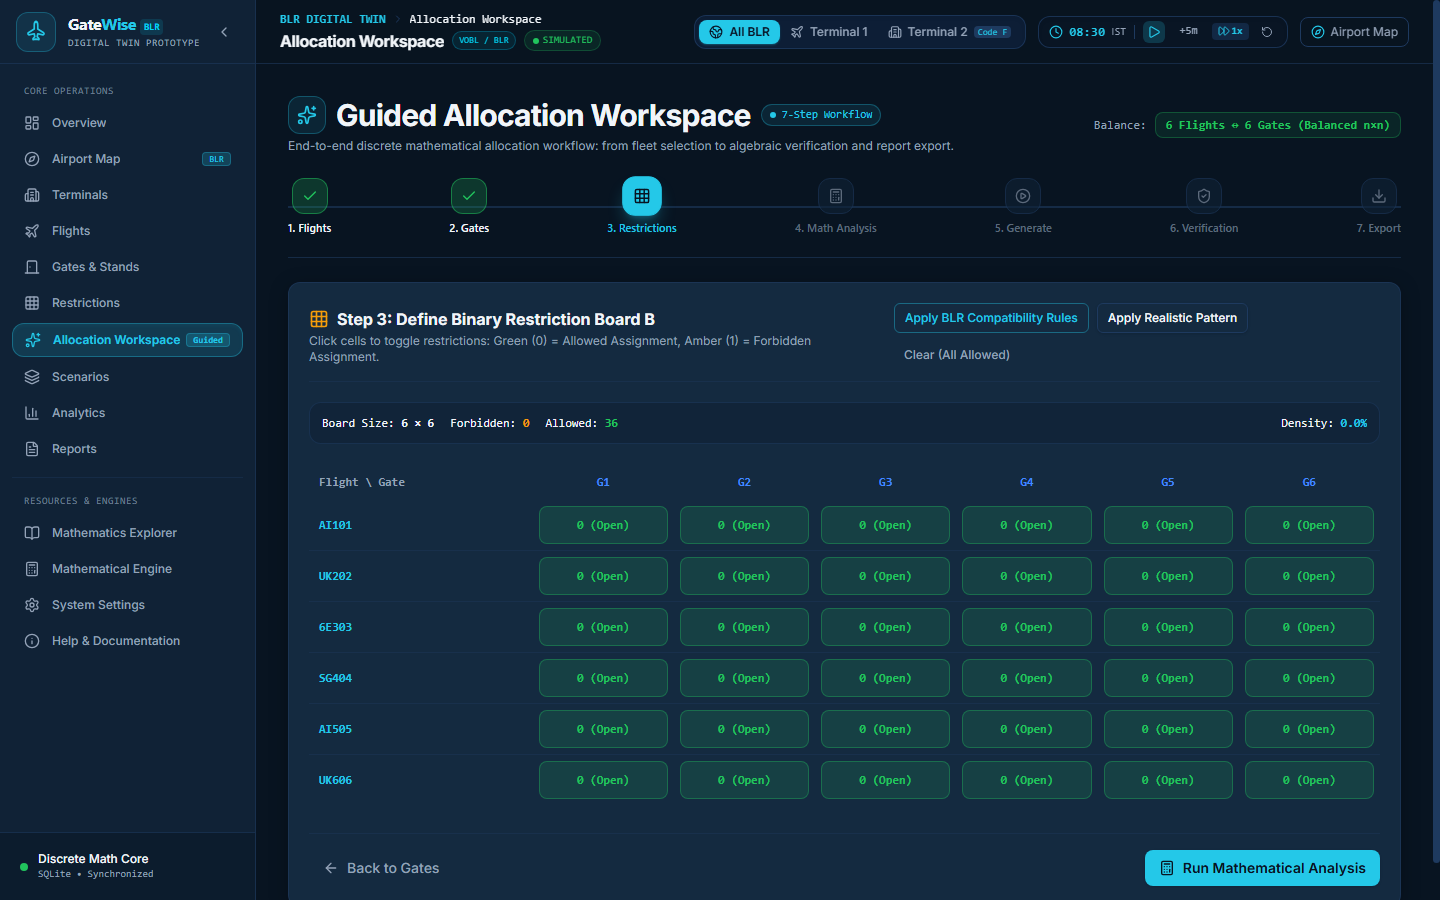 GateWise BLR
DIGITAL TWIN PROTOTYPE
CORE OPERATIONS
Overview
Airport Map BLR
Terminals
Flights
Gates & Stands
Restrictions
Allocation Workspace Guided
Scenarios
Analytics
Reports
RESOURCES & ENGINES
Mathematics Explorer
Mathematical Engine
System Settings
Help & Documentation
Discrete Math Core
SQLite • Synchronized
BLR DIGITAL TWIN > Allocation Workspace
Allocation Workspace VOBL / BLR SIMULATED
All BLR Terminal 1 Terminal 2 Code F
08:30 IST +5m 1x
Airport Map
Guided Allocation Workspace 7-Step Workflow
End-to-end discrete mathematical allocation workflow: from fleet selection to algebraic verification and report export.
Balance: 6 Flights ↔ 6 Gates (Balanced n×n)
1. Flights 2. Gates 3. Restrictions 4. Math Analysis 5. Generate 6. Verification 7. Export
Step 3: Define Binary Restriction Board B
Click cells to toggle restrictions: Green (0) = Allowed Assignment, Amber (1) = Forbidden
Assignment.
Apply BLR Compatibility Rules Apply Realistic Pattern
Clear (All Allowed)
Board Size: 6 × 6 Forbidden: 0 Allowed: 36 Density: 0.0%
Flight \ Gate G1 G2 G3 G4 G5 G6
AI101 0 (Open) 0 (Open) 0 (Open) 0 (Open) 0 (Open) 0 (Open)
UK202 0 (Open) 0 (Open) 0 (Open) 0 (Open) 0 (Open) 0 (Open)
6E303 0 (Open) 0 (Open) 0 (Open) 0 (Open) 0 (Open) 0 (Open)
SG404 0 (Open) 0 (Open) 0 (Open) 0 (Open) 0 (Open) 0 (Open)
AI505 0 (Open) 0 (Open) 0 (Open) 0 (Open) 0 (Open) 0 (Open)
UK606 0 (Open) 0 (Open) 0 (Open) 0 (Open) 0 (Open) 0 (Open)
Back to Gates
Run Mathematical Analysis